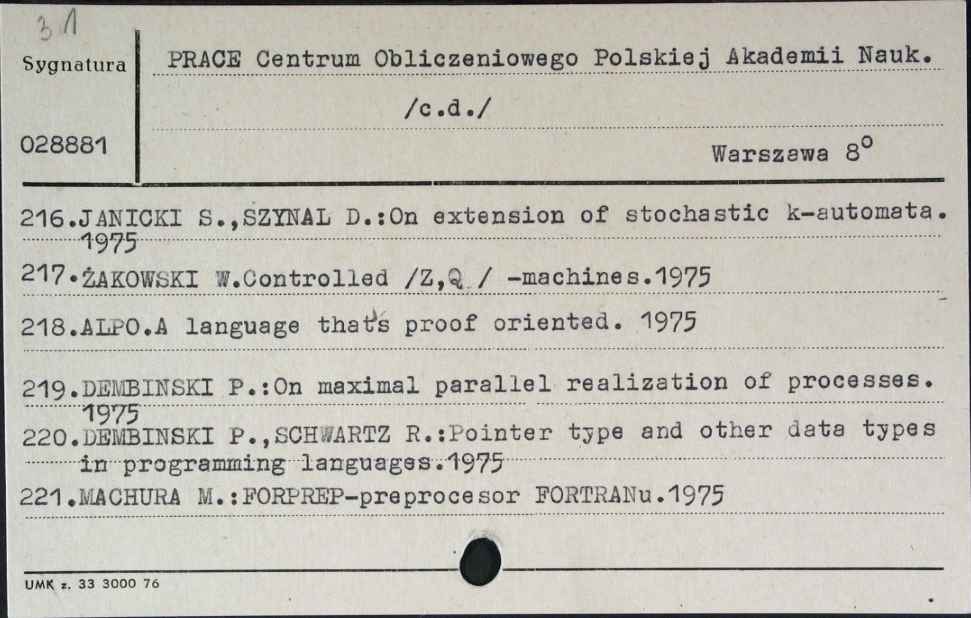 31
Sygnatura
PRACE Centrum Obliczeniowego Polskiej Akademii Nauk.
/c.d./
028881
Warszawa 8°
216.JANICKI S.,SZYNAL D.:On extension of stochastic k-automata.
1975
217.ŻAKOWSKI W.Controlled /Z,Q / -machines.1975
218.ALPO.A language that's proof oriented. 1975
219.DEMBINSKI P.:On maximal parallel realization of processes.
1975
220.DEMBINSKI P.,SCHWARTZ R.:Pointer type and other data types
in programming languages.1975
221.MACHURA M.:FORPREP-preprocesor FORTRANu.1975
UMK z. 33 3000 76